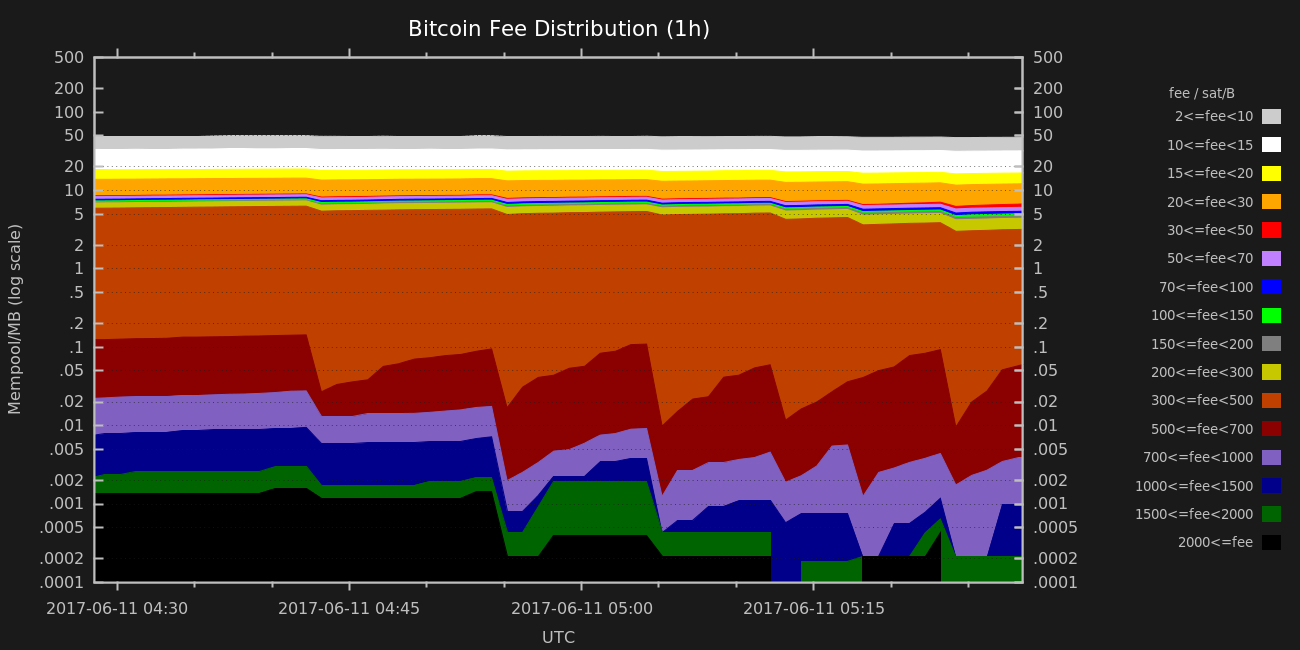 Bitcoin Fee Distribution (1h)
500
200
100
50
20
10
5
2
1
.5
.2
.1
.05
.02
.01
.005
.002
.001
.0005
.0002
.0001
Mempool/MB (log scale)
500
200
100
50
20
10
5
2
1
.5
.2
.1
.05
.02
.01
.005
.002
.001
.0005
.0002
.0001
2017-06-11 04:30
2017-06-11 04:45
2017-06-11 05:00
2017-06-11 05:15
UTC
fee / sat/B
2<=fee<10
10<=fee<15
15<=fee<20
20<=fee<30
30<=fee<50
50<=fee<70
70<=fee<100
100<=fee<150
150<=fee<200
200<=fee<300
300<=fee<500
500<=fee<700
700<=fee<1000
1000<=fee<1500
1500<=fee<2000
2000<=fee